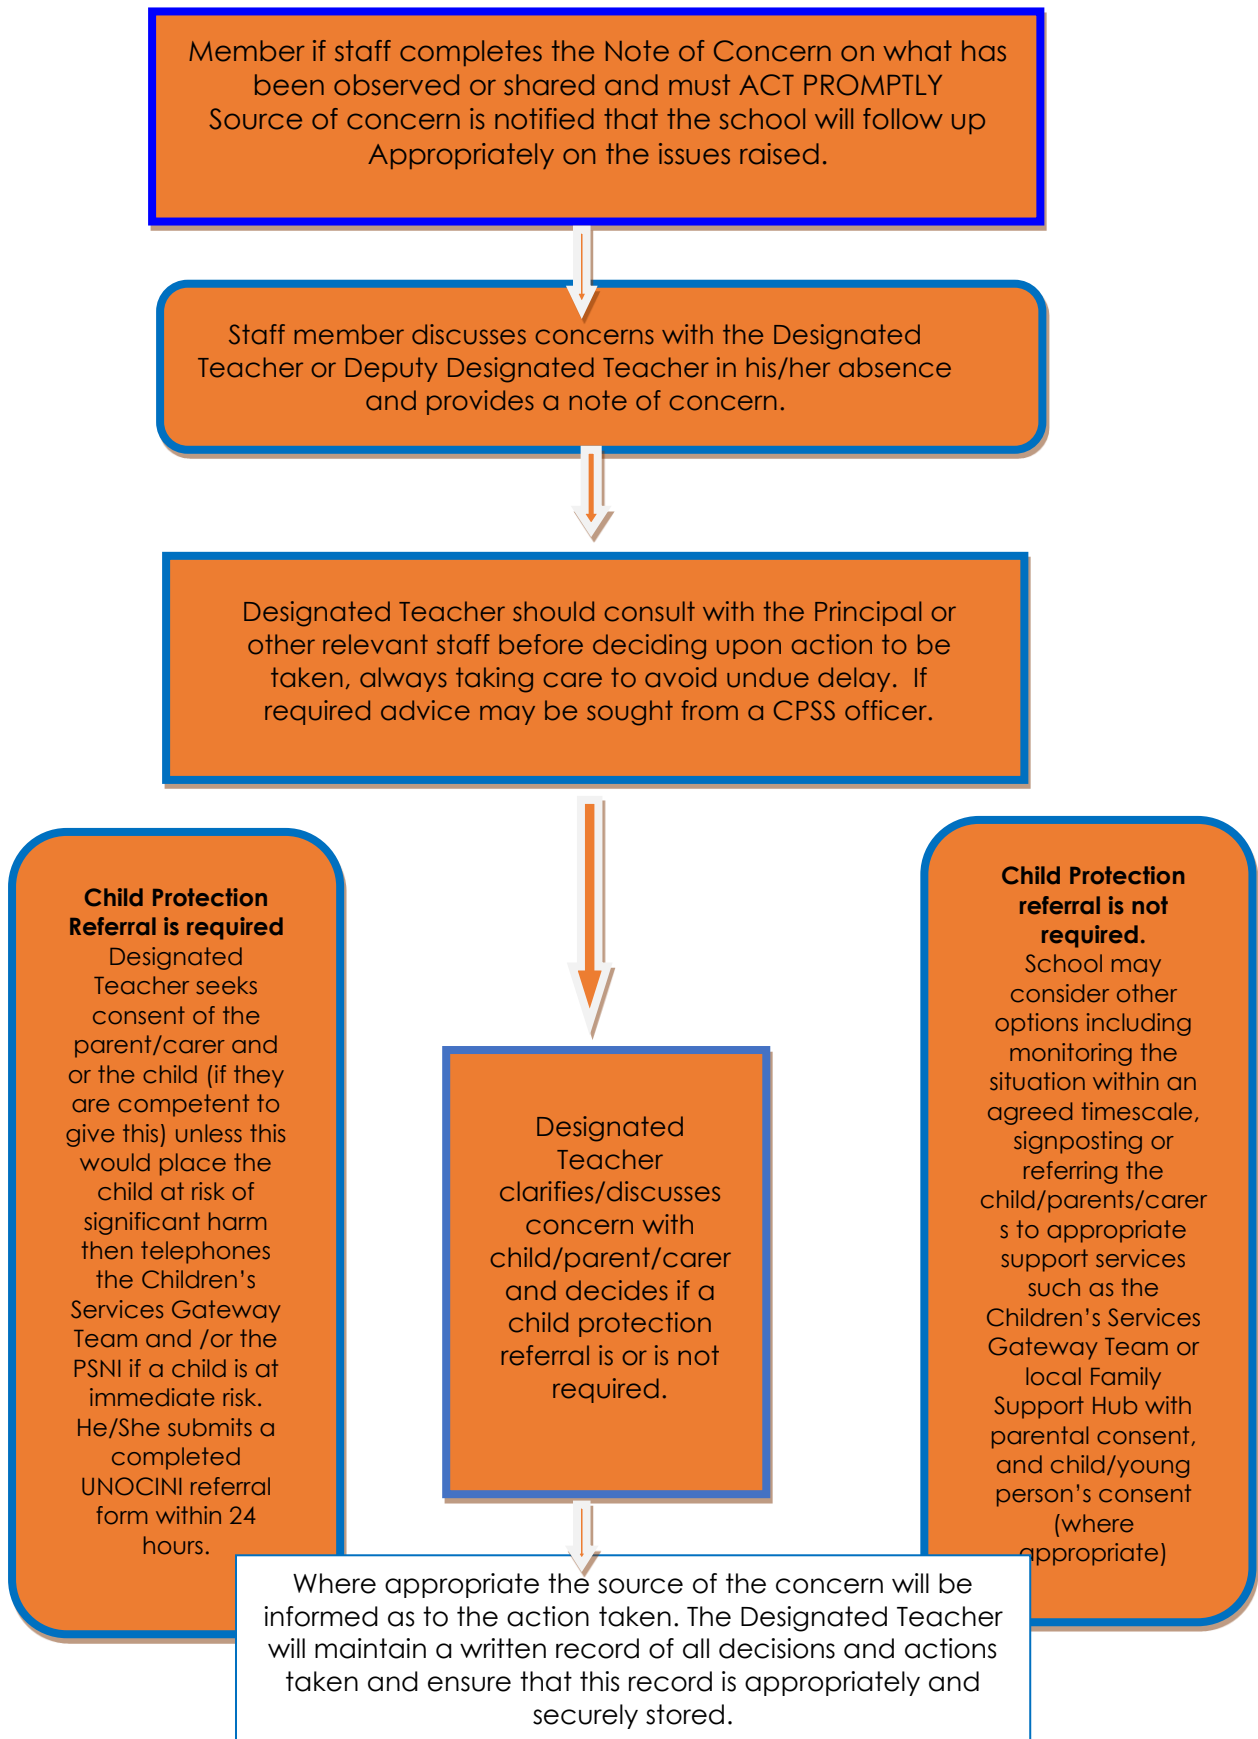 Member if staff completes the Note of Concern on what has
been observed or shared and must ACT PROMPTLY
Source of concern is notified that the school will follow up
Appropriately on the issues raised.
Staff member discusses concerns with the Designated
Teacher or Deputy Designated Teacher in his/her absence
and provides a note of concern.
Designated Teacher should consult with the Principal or
other relevant staff before deciding upon action to be
taken, always taking care to avoid undue delay.  If
required advice may be sought from a CPSS officer.
Child Protection
Referral is required
Designated
Teacher seeks
consent of the
parent/carer and
or the child (if they
are competent to
give this) unless this
would place the
child at risk of
significant harm
then telephones
the Children’s
Services Gateway
Team and /or the
PSNI if a child is at
immediate risk.
He/She submits a
completed
UNOCINI referral
form within 24
hours.
Designated
Teacher
clarifies/discusses
concern with
child/parent/carer
and decides if a
child protection
referral is or is not
required.
Child Protection
referral is not
required.
School may
consider other
options including
monitoring the
situation within an
agreed timescale,
signposting or
referring the
child/parents/carer
s to appropriate
support services
such as the
Children’s Services
Gateway Team or
local Family
Support Hub with
parental consent,
and child/young
person’s consent
(where
appropriate)
Where appropriate the source of the concern will be
informed as to the action taken. The Designated Teacher
will maintain a written record of all decisions and actions
taken and ensure that this record is appropriately and
securely stored.